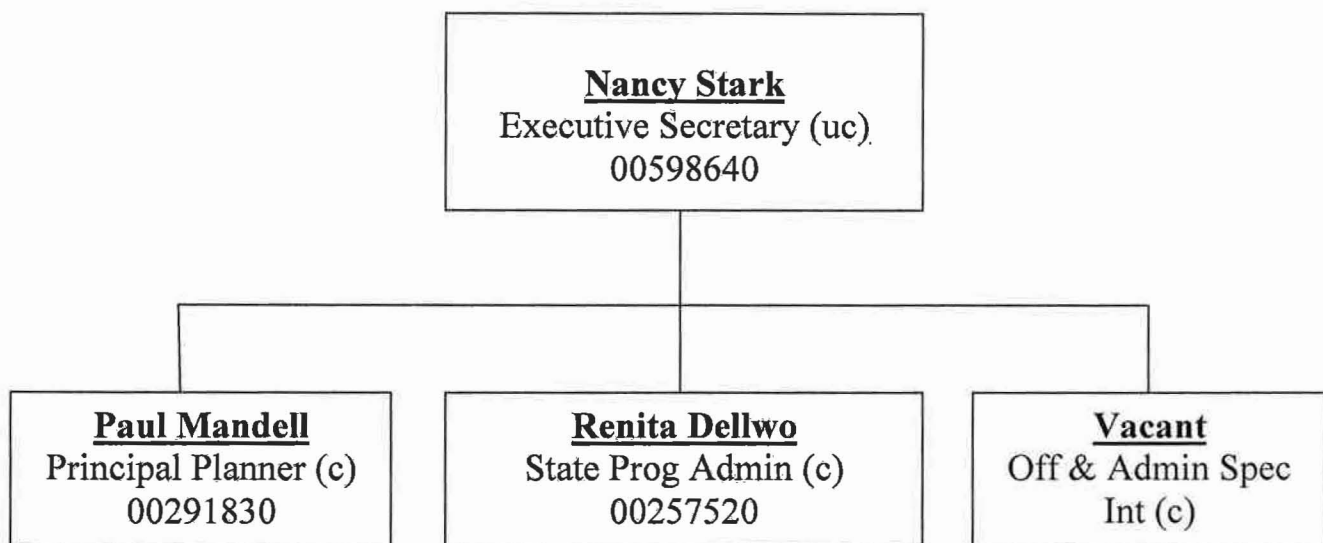 Nancy Stark
Executive Secretary (uc)
00598640
Paul Mandell
Principal Planner (c)
00291830
Renita Dellwo
State Prog Admin (c)
00257520
Vacant
Off & Admin Spec
Int (c)